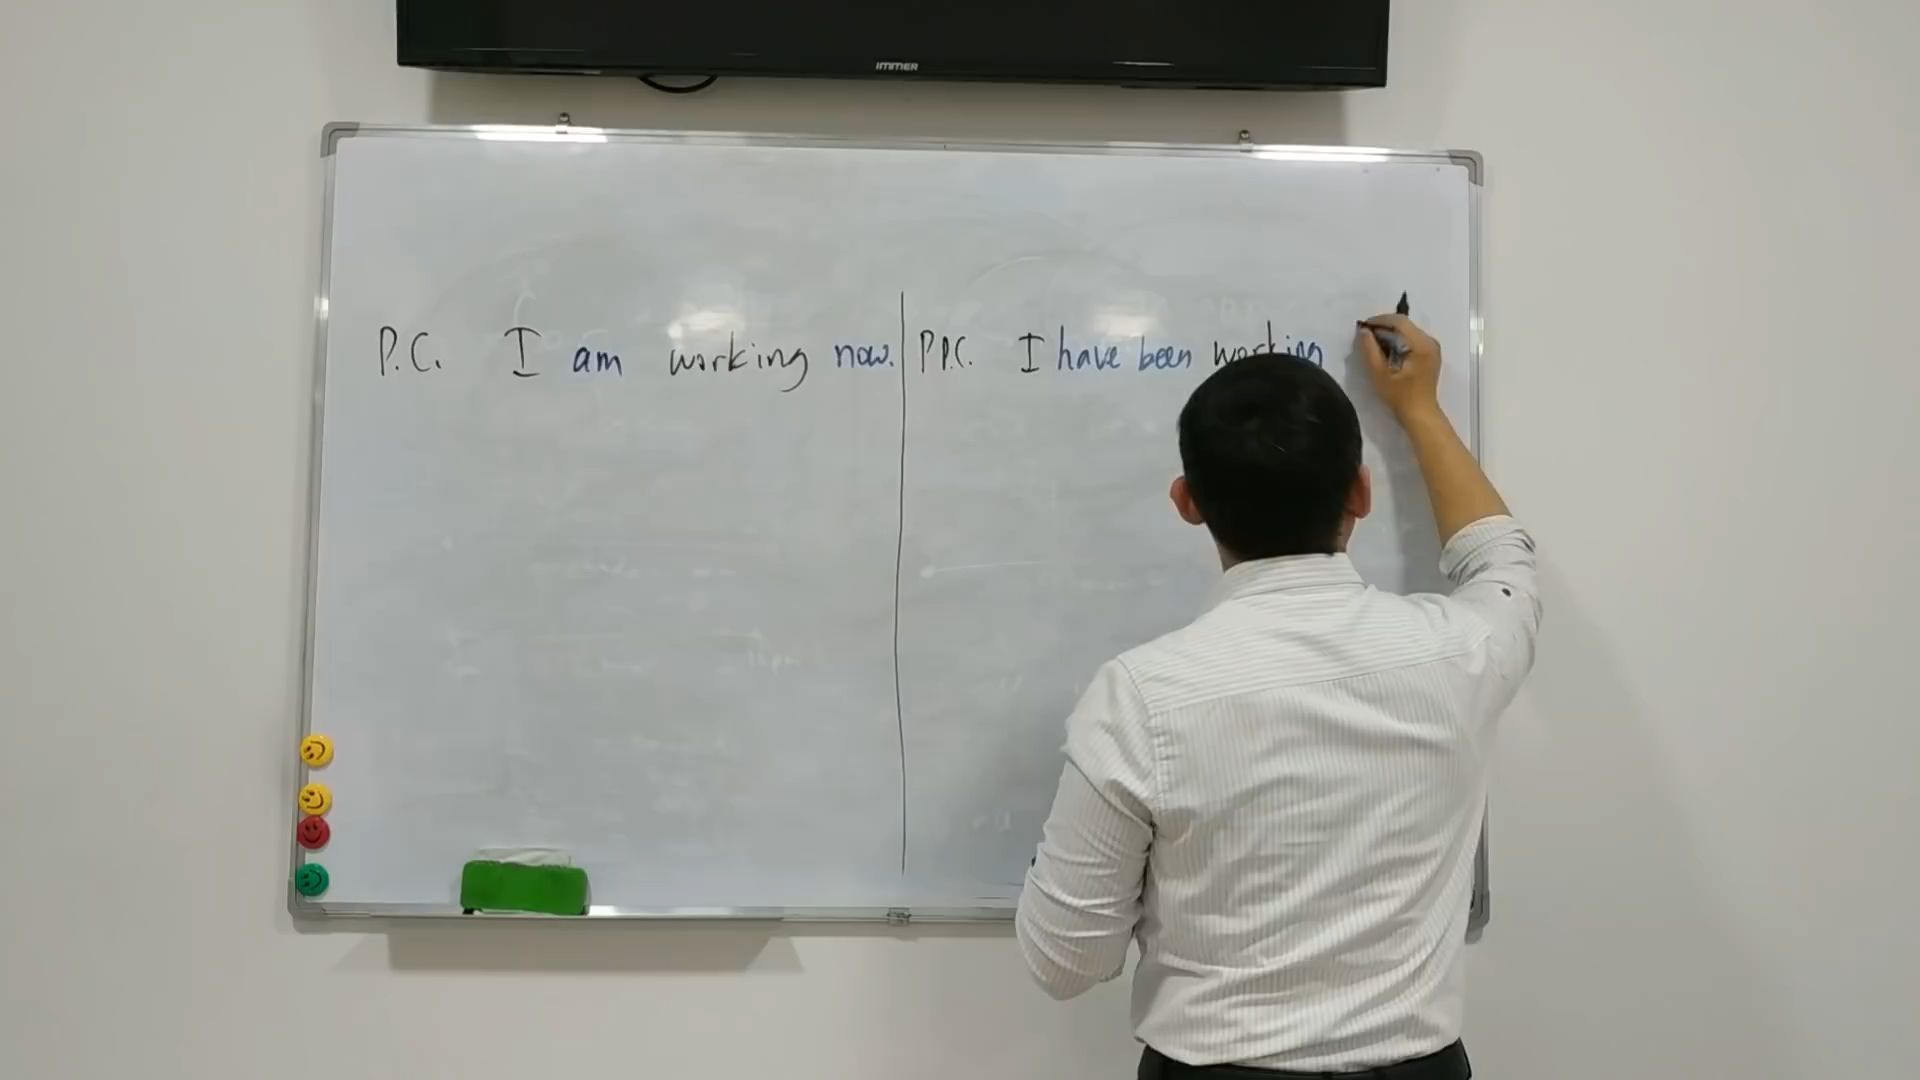 IMMER
P.C. I am working now.
P.P.C. I have been working